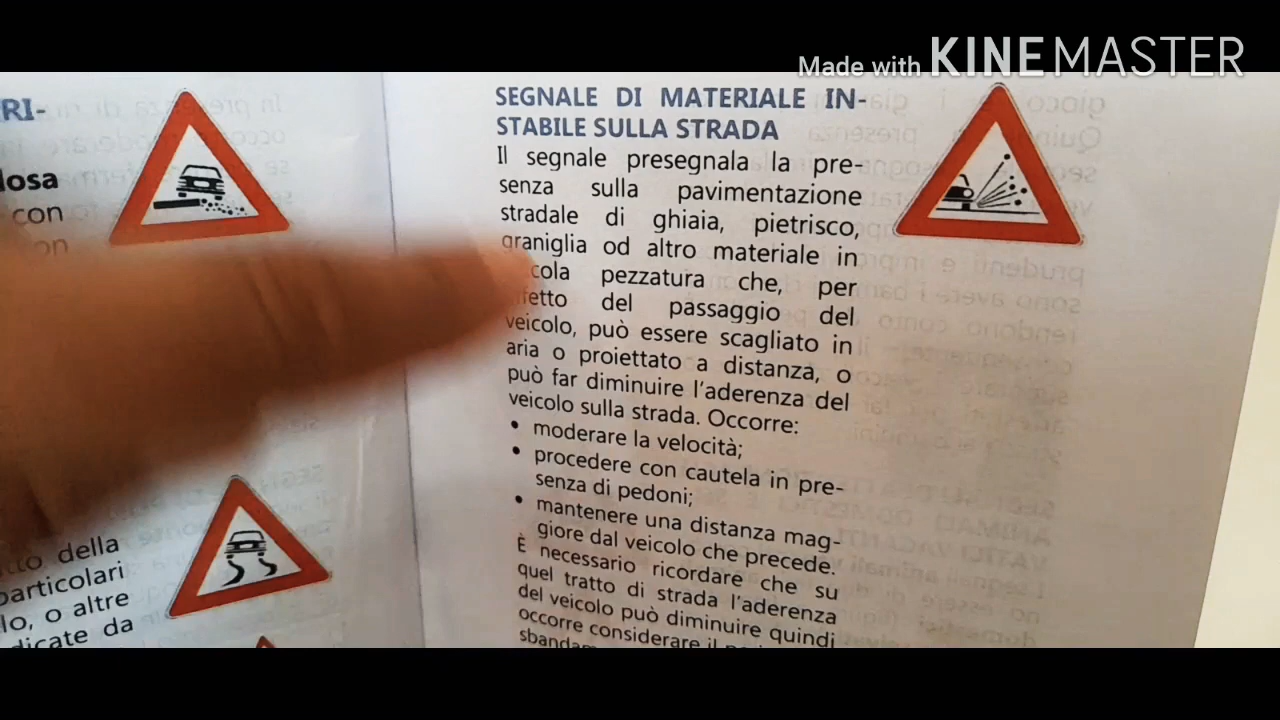 Made with KINEMASTER
RI-
losa
con
on
della
particolari
lo, o altre
dicate da
SEGNALE DI MATERIALE IN-
STABILE SULLA STRADA
Il segnale presegnala la pre-
senza sulla pavimentazione
stradale di ghiaia, pietrisco,
graniglia od altro materiale in
cola pezzatura che, per
fetto del passaggio del
veicolo, può essere scagliato in
aria o proiettato a distanza, o
può far diminuire l'aderenza del
veicolo sulla strada. Occorre:
• moderare la velocità;
• procedere con cautela in pre-
senza di pedoni;
• mantenere una distanza mag-
giore dal veicolo che precede.
È necessario ricordare che su
quel tratto di strada l'aderenza
del veicolo può diminuire quindi
occorre considerare il